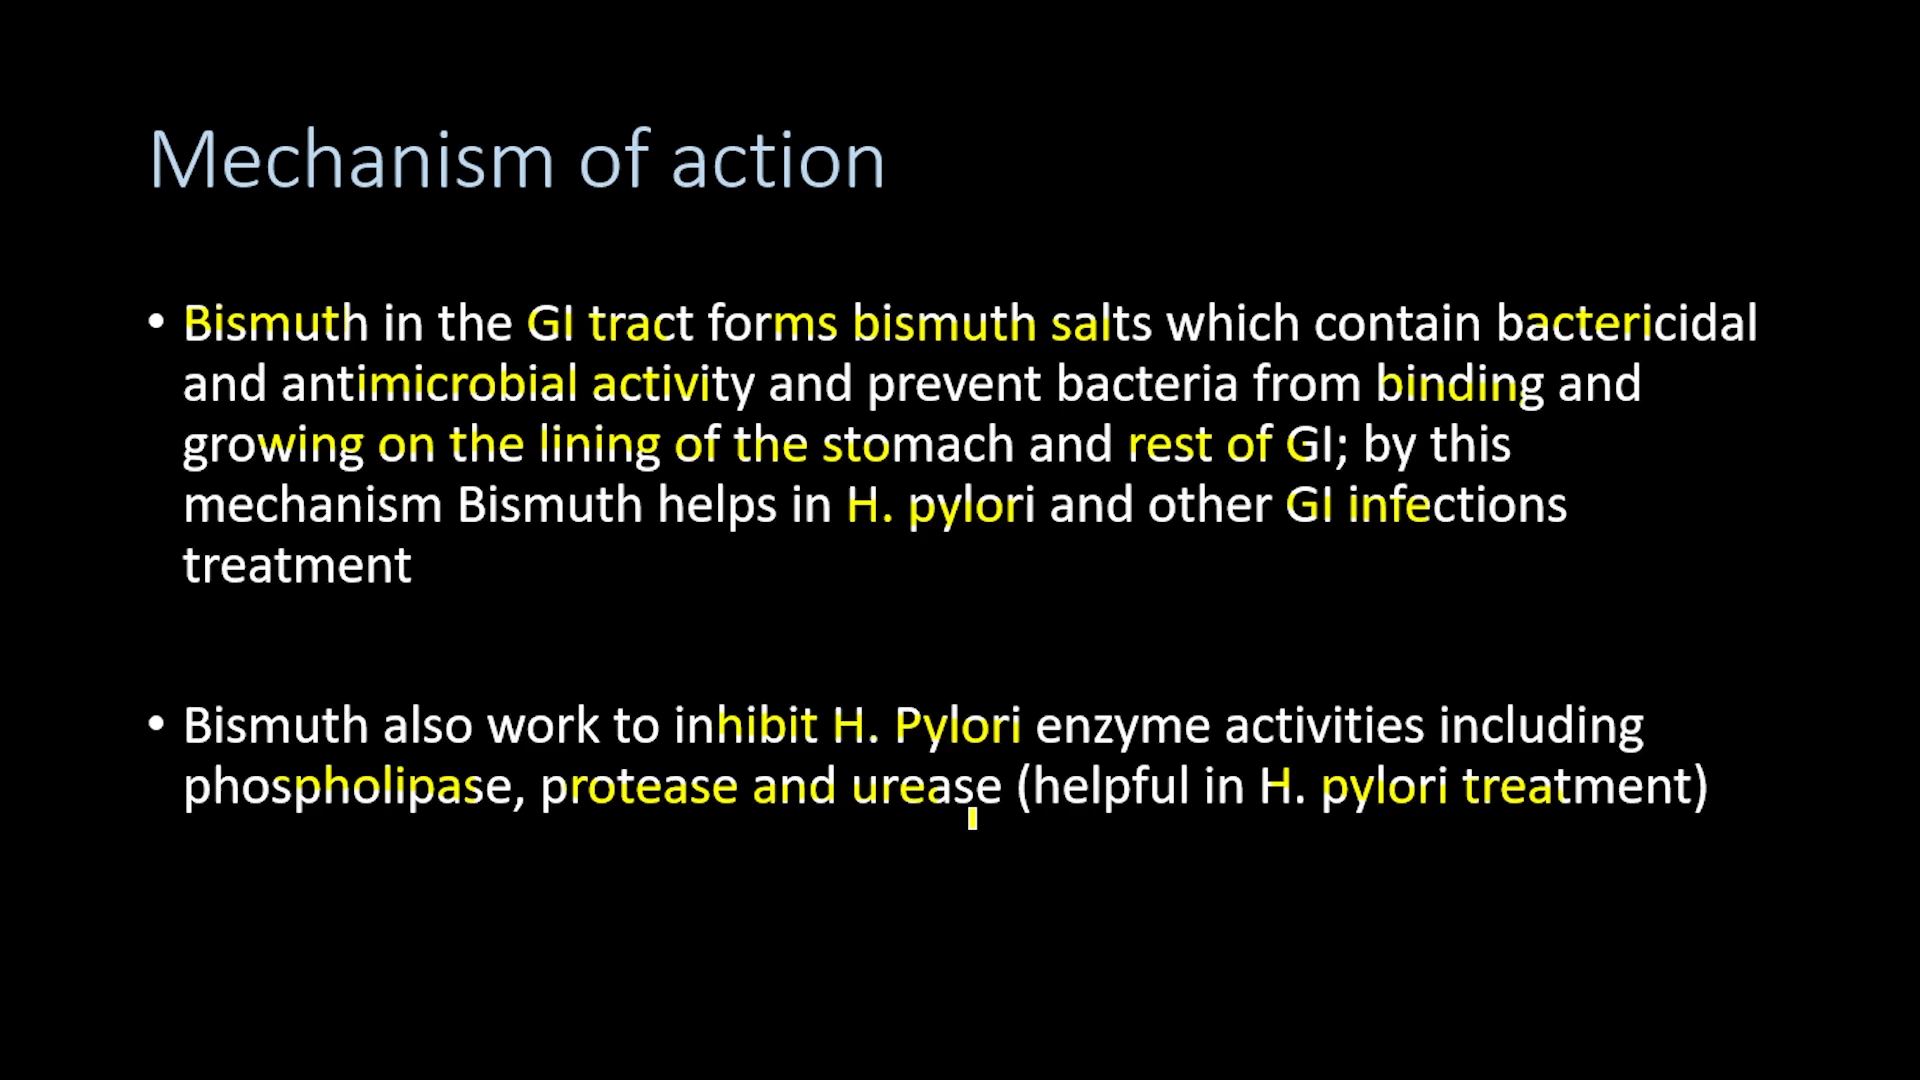 Mechanism of action
• Bismuth in the GI tract forms bismuth salts which contain bactericidal
and antimicrobial activity and prevent bacteria from binding and
growing on the lining of the stomach and rest of GI; by this
mechanism Bismuth helps in H. pylori and other GI infections
treatment
• Bismuth also work to inhibit H. Pylori enzyme activities including
phospholipase, protease and urease (helpful in H. pylori treatment)